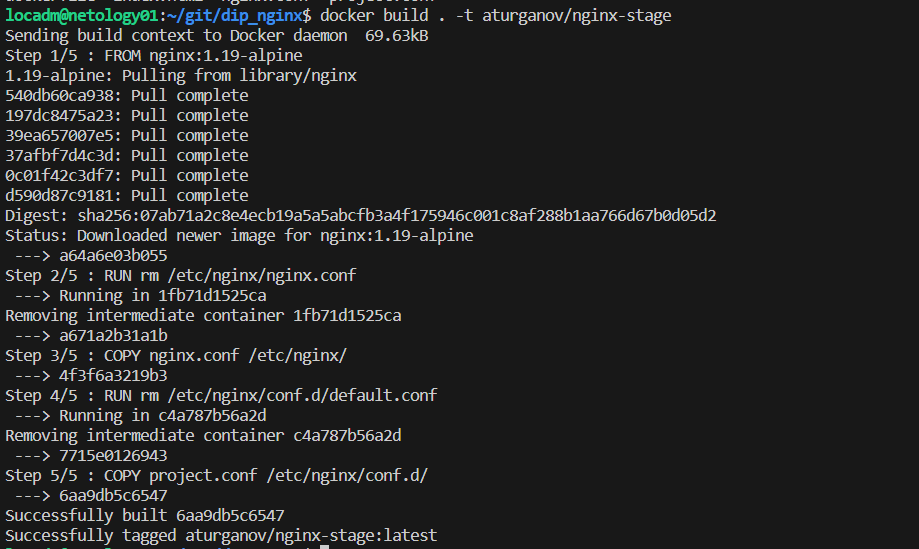 locadm@netology01:~/git/dip_nginx$ docker build . -t aturganov/nginx-stage
Sending build context to Docker daemon  69.63kB
Step 1/5 : FROM nginx:1.19-alpine
1.19-alpine: Pulling from library/nginx
540db60ca938: Pull complete
197dc8475a23: Pull complete
39ea657007e5: Pull complete
37afbf7d4c3d: Pull complete
0c01f42c3df7: Pull complete
d590d87c9181: Pull complete
Digest: sha256:07ab71a2c8e4ecb19a5a5abcfb3a4f175946c001c8af288b1aa766d67b0d05d2
Status: Downloaded newer image for nginx:1.19-alpine
 ---> a64a6e03b055
Step 2/5 : RUN rm /etc/nginx/nginx.conf
 ---> Running in 1fb71d1525ca
Removing intermediate container 1fb71d1525ca
 ---> a671a2b31a1b
Step 3/5 : COPY nginx.conf /etc/nginx/
 ---> 4f3f6a3219b3
Step 4/5 : RUN rm /etc/nginx/conf.d/default.conf
 ---> Running in c4a787b56a2d
Removing intermediate container c4a787b56a2d
 ---> 7715e0126943
Step 5/5 : COPY project.conf /etc/nginx/conf.d/
 ---> 6aa9db5c6547
Successfully built 6aa9db5c6547
Successfully tagged aturganov/nginx-stage:latest